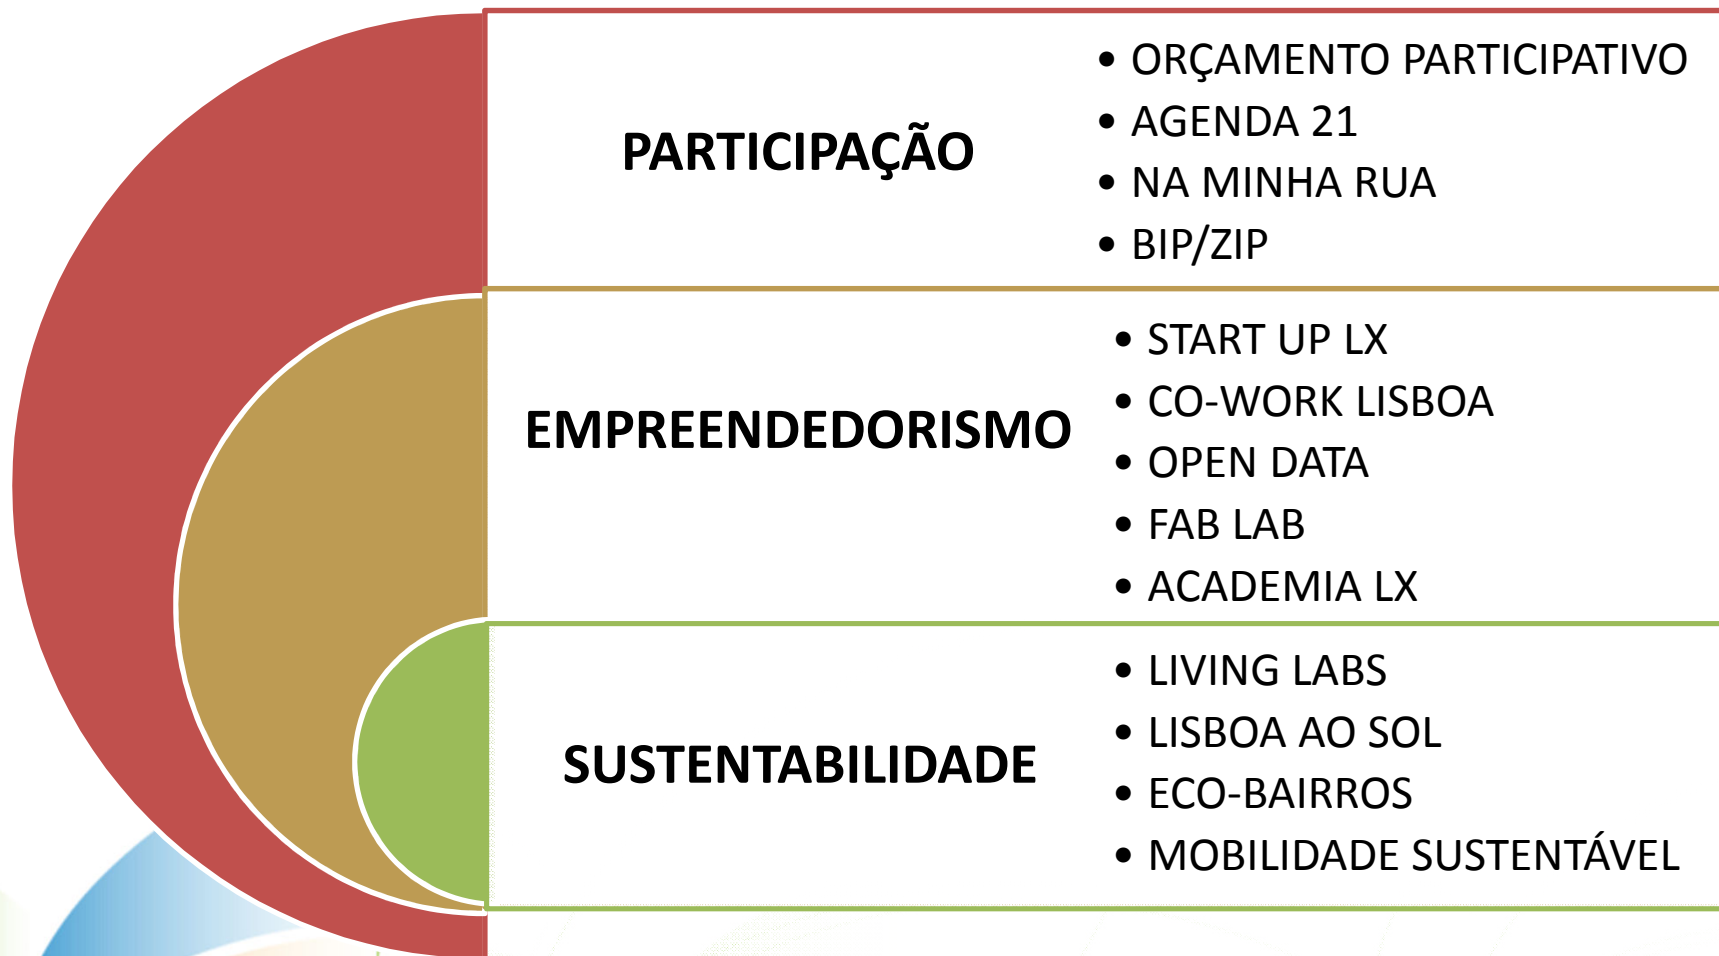 PARTICIPAÇÃO
• ORÇAMENTO PARTICIPATIVO
• AGENDA 21
• NA MINHA RUA
• BIP/ZIP
EMPREENDEDORISMO
• START UP LX
• CO-WORK LISBOA
• OPEN DATA
• FAB LAB
• ACADEMIA LX
SUSTENTABILIDADE
• LIVING LABS
• LISBOA AO SOL
• ECO-BAIRROS
• MOBILIDADE SUSTENTÁVEL